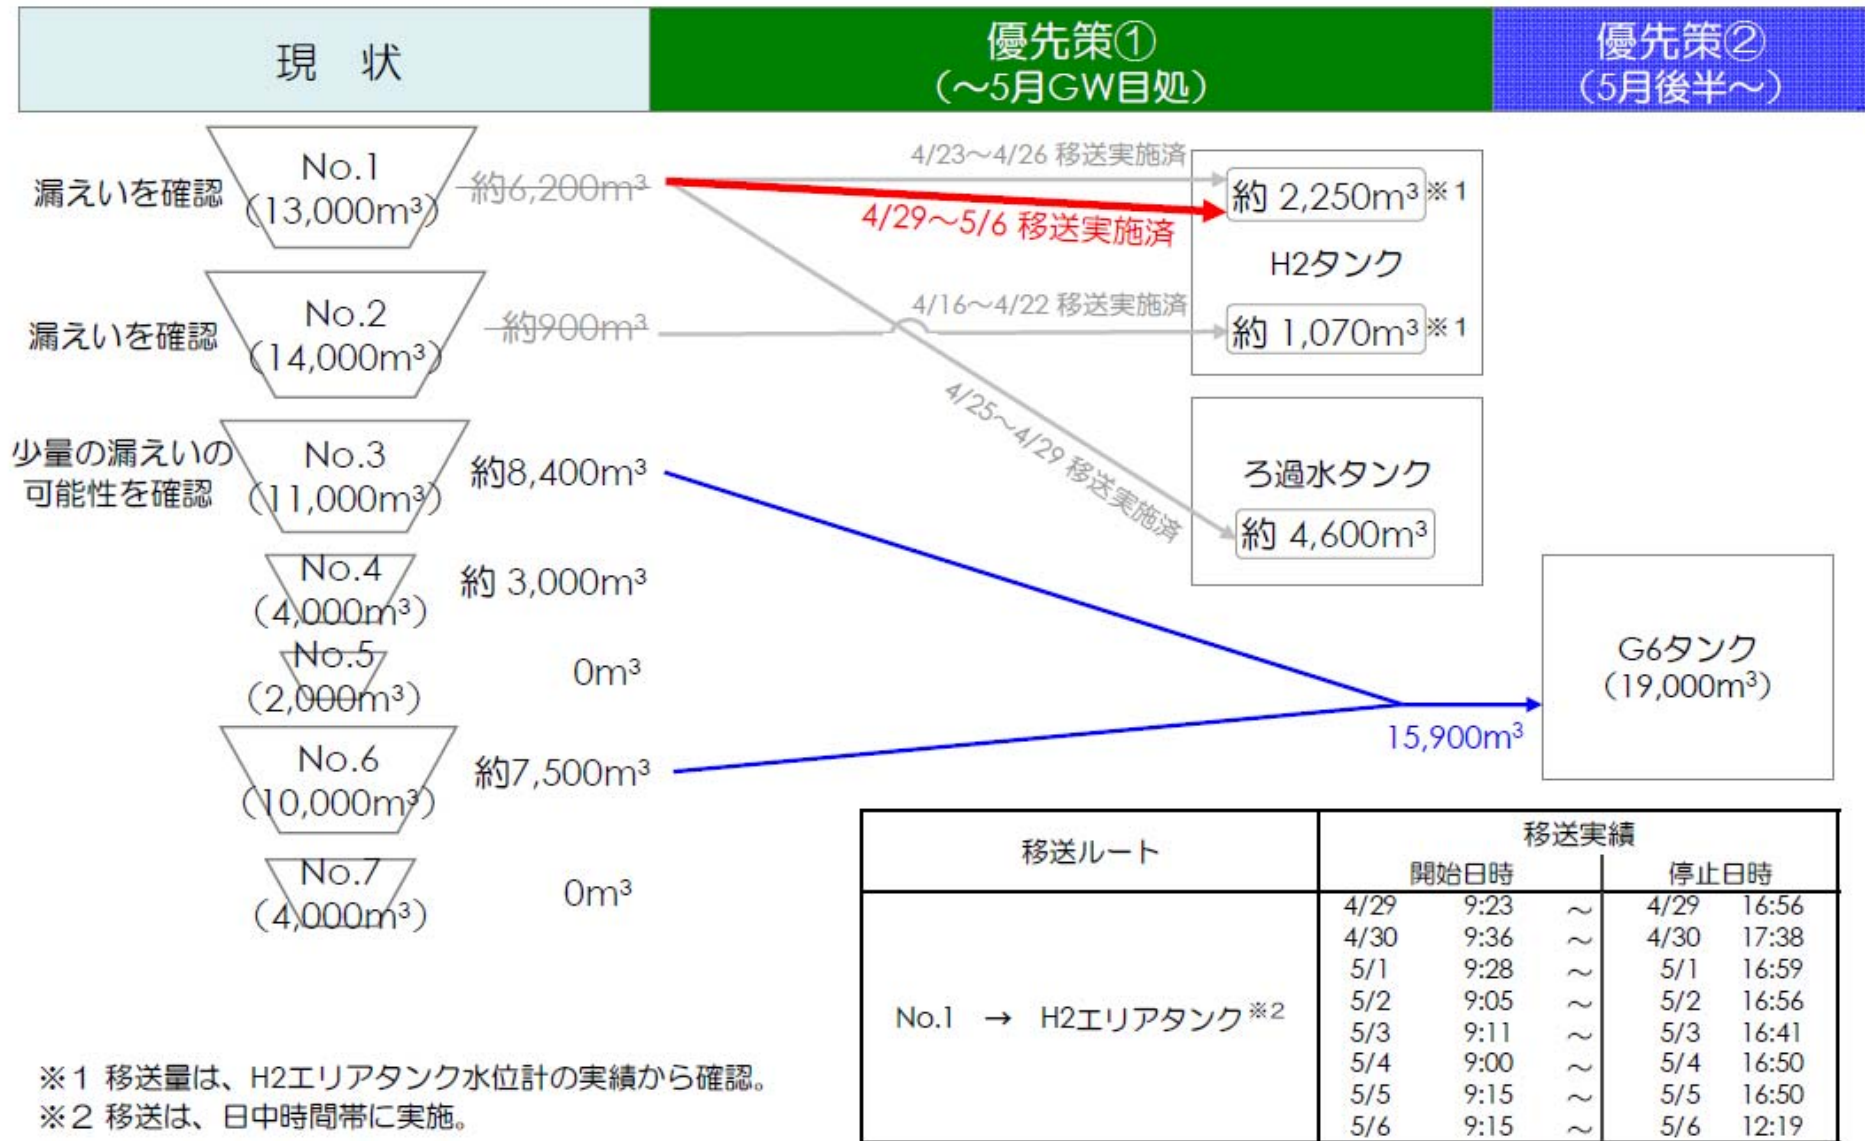 現 状
優先策①
（～5月GW目処）
優先策②
（5月後半～）
漏えいを確認
No.1
（13,000m³）
約6,200m³
4/23～4/26 移送実施済
4/29～5/6 移送実施済
約 2,250m³※1
H2タンク
漏えいを確認
No.2
（14,000m³）
約900m³
4/16～4/22 移送実施済
約 1,070m³※1
少量の漏えいの
可能性を確認
No.3
（11,000m³）
約8,400m³
4/25～4/29 移送実施済
ろ過水タンク
約 4,600m³
No.4
（4,000m³）
約 3,000m³
No.5
（2,000m³）
0m³
G6タンク
（19,000m³）
15,900m³
No.6
（10,000m³）
約7,500m³
No.7
（4,000m³）
0m³
移送ルート
移送実績
開始日時 停止日時
No.1 → H2エリアタンク※2
4/29 9:23 ～ 4/29 16:56
4/30 9:36 ～ 4/30 17:38
5/1 9:28 ～ 5/1 16:59
5/2 9:05 ～ 5/2 16:56
5/3 9:11 ～ 5/3 16:41
5/4 9:00 ～ 5/4 16:50
5/5 9:15 ～ 5/5 16:50
5/6 9:15 ～ 5/6 12:19
※1 移送量は、H2エリアタンク水位計の実績から確認。
※2 移送は、日中時間帯に実施。